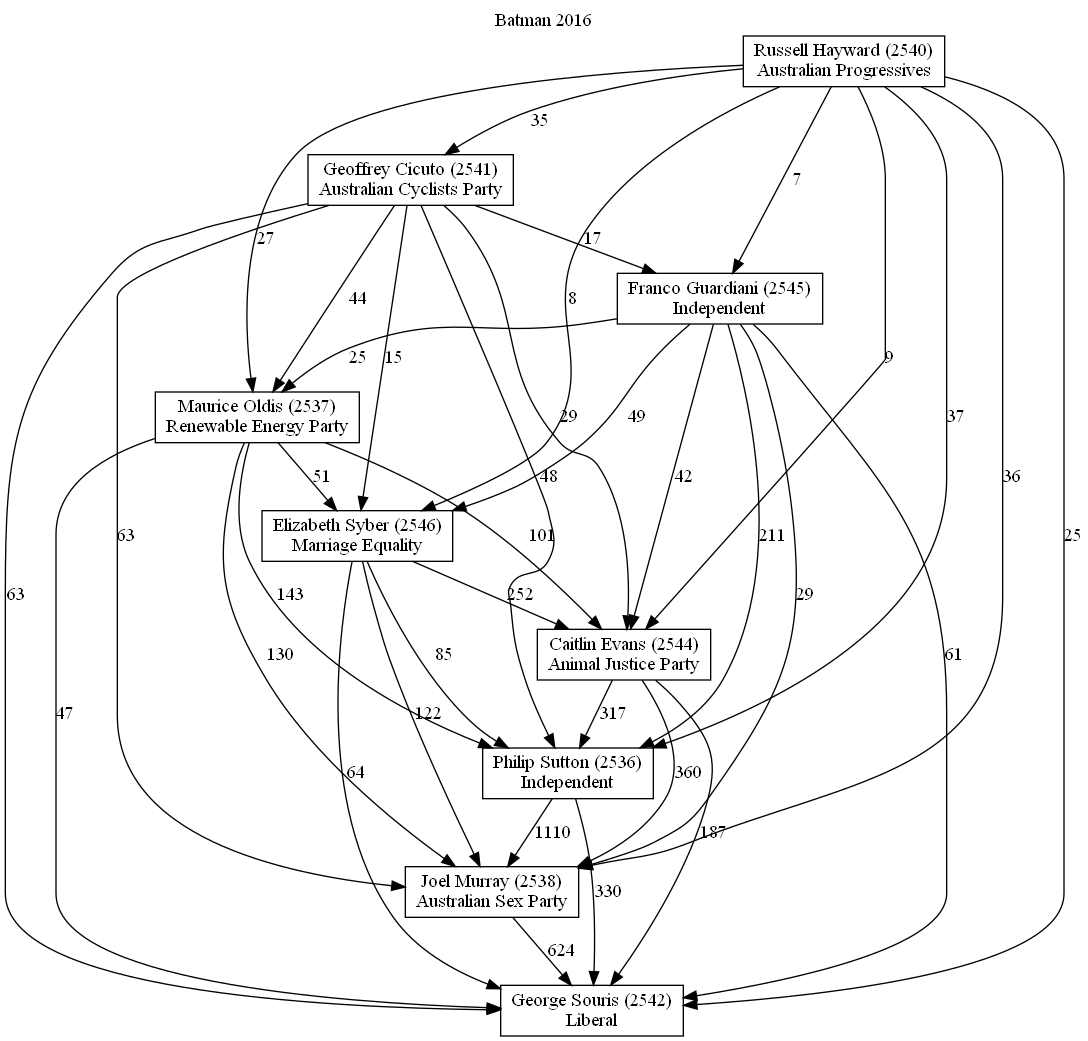 Batman 2016
Russell Hayward (2540)
Australian Progressives
35
Geoffrey Cicuto (2541)
Australian Cyclists Party
7
27
17
Franco Guardiani (2545)
Independent
44
8
25
15
9
Maurice Oldis (2537)
Renewable Energy Party
29
49
37
51
48
42
36
Elizabeth Syber (2546)
Marriage Equality
63
101
211
25
63
143
252
29
130
85
Caitlin Evans (2544)
Animal Justice Party
61
47
122
317
Philip Sutton (2536)
Independent
64
360
1110
187
Joel Murray (2538)
Australian Sex Party
330
624
George Souris (2542)
Liberal